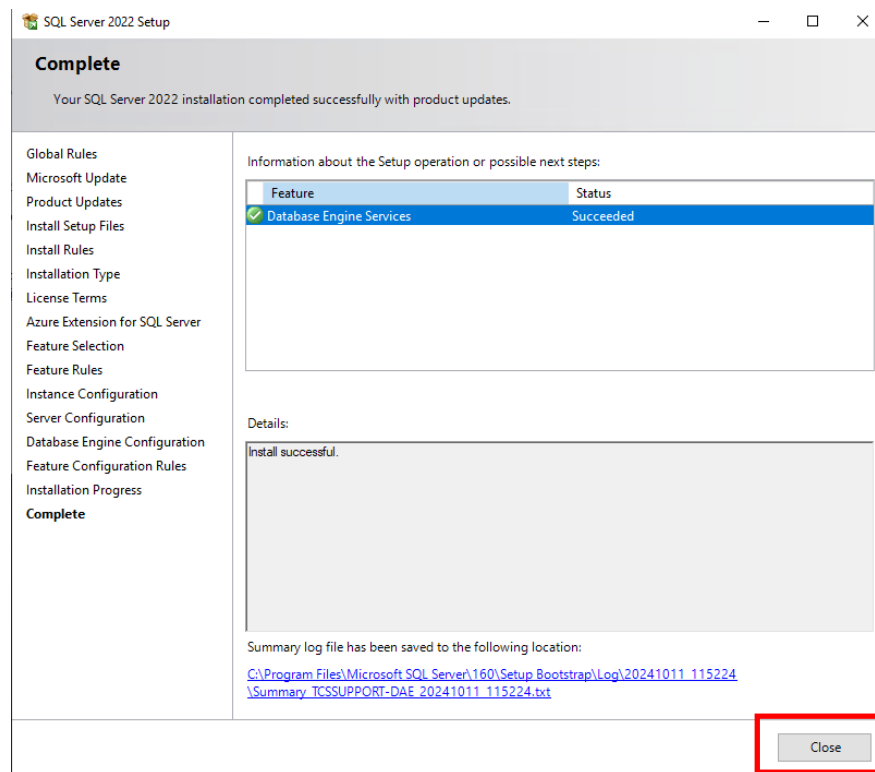 SQL Server 2022 Setup
Complete
Your SQL Server 2022 installation completed successfully with product updates.
Global Rules
Microsoft Update
Product Updates
Install Setup Files
Install Rules
Installation Type
License Terms
Azure Extension for SQL Server
Feature Selection
Feature Rules
Instance Configuration
Server Configuration
Database Engine Configuration
Feature Configuration Rules
Installation Progress
Complete
Information about the Setup operation or possible next steps:
Feature Status
Database Engine Services Succeeded
Details:
Install successful.
Summary log file has been saved to the following location:
C:\Program Files\Microsoft SQL Server\160\Setup Bootstrap\Log\20241011_115224
\Summary_TCSSUPPORT-DAE_20241011_115224.txt
Close